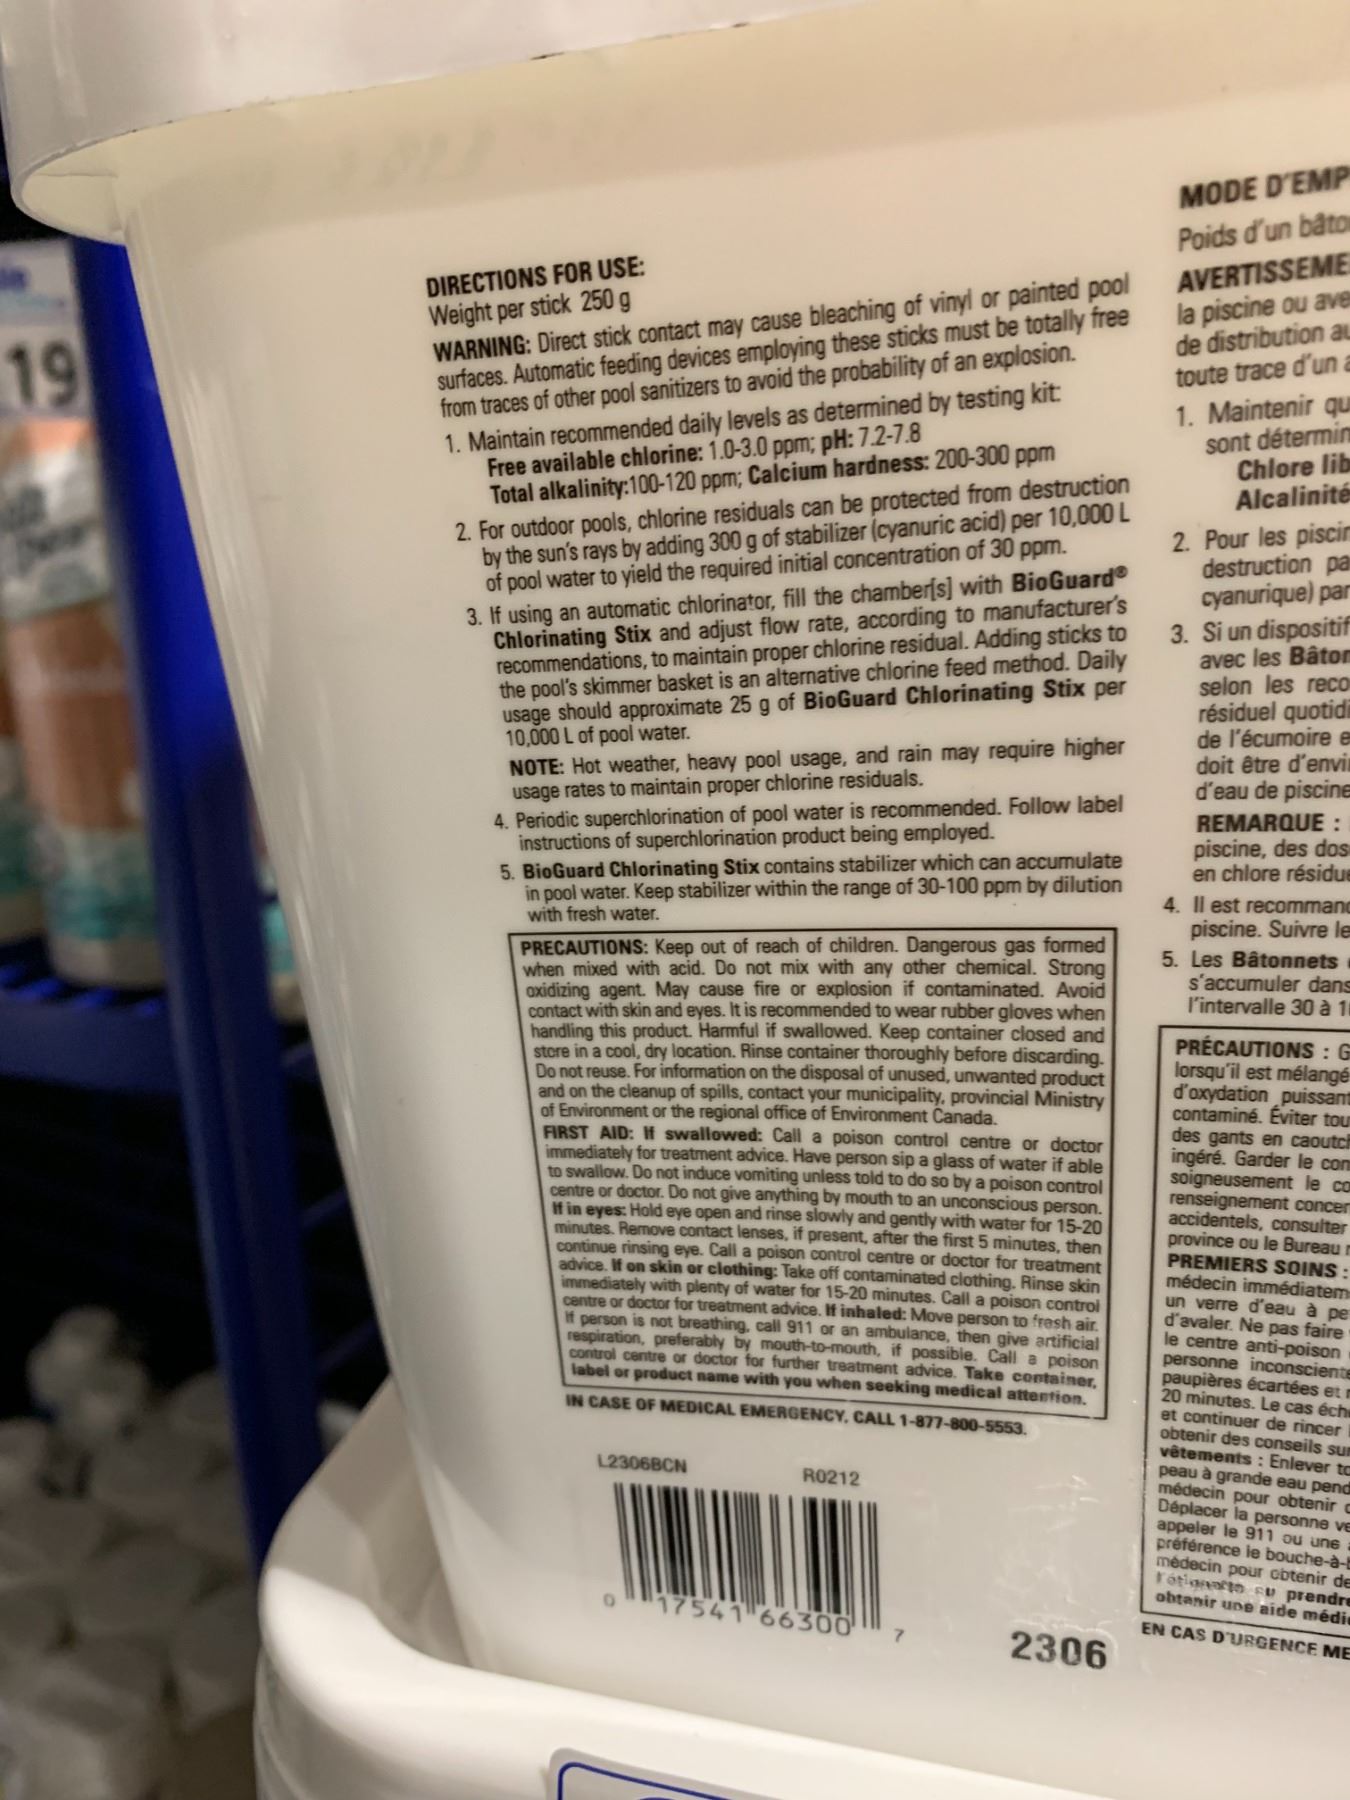 19
DIRECTIONS FOR USE:
Weight per stick 250 g
WARNING: Direct stick contact may cause bleaching of vinyl or painted pool
surfaces. Automatic feeding devices employing these sticks must be totally free
from traces of other pool sanitizers to avoid the probability of an explosion.
1. Maintain recommended daily levels as determined by testing kit:
Free available chlorine: 1.0-3.0 ppm; pH: 7.2-7.8
Total alkalinity:100-120 ppm; Calcium hardness: 200-300 ppm
2. For outdoor pools, chlorine residuals can be protected from destruction
by the sun's rays by adding 300 g of stabilizer (cyanuric acid) per 10,000 L
of pool water to yield the required initial concentration of 30 ppm.
3. If using an automatic chlorinator, fill the chamber[s] with BioGuard®
Chlorinating Stix and adjust flow rate, according to manufacturer's
recommendations, to maintain proper chlorine residual. Adding sticks to
the pool's skimmer basket is an alternative chlorine feed method. Daily
usage should approximate 25 g of BioGuard Chlorinating Stix per
10,000 L of pool water.
NOTE: Hot weather, heavy pool usage, and rain may require higher
usage rates to maintain proper chlorine residuals.
4. Periodic superchlorination of pool water is recommended. Follow label
instructions of superchlorination product being employed.
5. BioGuard Chlorinating Stix contains stabilizer which can accumulate
in pool water. Keep stabilizer within the range of 30-100 ppm by dilution
with fresh water.
PRECAUTIONS: Keep out of reach of children. Dangerous gas formed
when mixed with acid. Do not mix with any other chemical. Strong
oxidizing agent. May cause fire or explosion if contaminated. Avoid
contact with skin and eyes. It is recommended to wear rubber gloves when
handling this product. Harmful if swallowed. Keep container closed and
store in a cool, dry location. Rinse container thoroughly before discarding.
Do not reuse. For information on the disposal of unused, unwanted product
and on the cleanup of spills, contact your municipality, provincial Ministry
of Environment or the regional office of Environment Canada.
FIRST AID: If swallowed: Call a poison control centre or doctor
immediately for treatment advice. Have person sip a glass of water if able
to swallow. Do not induce vomiting unless told to do so by a poison control
centre or doctor. Do not give anything by mouth to an unconscious person.
If in eyes: Hold eye open and rinse slowly and gently with water for 15-20
minutes. Remove contact lenses, if present, after the first 5 minutes, then
continue rinsing eye. Call a poison control centre or doctor for treatment
advice. If on skin or clothing: Take off contaminated clothing. Rinse skin
immediately with plenty of water for 15-20 minutes. Call a poison control
centre or doctor for treatment advice. If inhaled: Move person to fresh air.
If person is not breathing, call 911 or an ambulance, then give artificial
respiration, preferably by mouth-to-mouth, if possible. Call a poison
control centre or doctor for further treatment advice. Take container,
label or product name with you when seeking medical attention.
IN CASE OF MEDICAL EMERGENCY, CALL 1-877-800-5553.
L2306BCN R0212
0 17541 66300 7
2306
MODE D'EMP
Poids d'un bâto
AVERTISSEME
la piscine ou ave
de distribution au
toute trace d'un a
1. Maintenir qu
sont détermin
Chlore lib
Alcalinité
2. Pour les piscin
destruction pa
cyanurique) par
3. Si un dispositif
avec les Bâton
selon les reco
résiduel quotidi
de l'écumoire e
doit être d'envi
d'eau de piscine
REMARQUE :
piscine, des dos
en chlore résidue
4. Il est recommand
piscine. Suivre le
5. Les Bâtonnets
s'accumuler dans
l'intervalle 30 à 1
PRÉCAUTIONS : G
lorsqu'il est mélangé
d'oxydation puissant
contaminé. Éviter tou
des gants en caoutch
ingéré. Garder le con
soigneusement le co
renseignement concer
accidentels, consulter
province ou le Bureau
PREMIERS SOINS :
médecin immédiatem
un verre d'eau à pe
d'avaler. Ne pas faire
le centre anti-poison
personne inconsciente
paupières écartées et
20 minutes. Le cas éch
et continuer de rincer
obtenir des conseils sur
vêtements : Enlever to
peau à grande eau pend
médecin pour obtenir
Déplacer la personne ve
appeler le 911 ou une
préférence le bouche-à-b
médecin pour obtenir de
prendre
obtenir une aide médic
EN CAS D'URGENCE ME